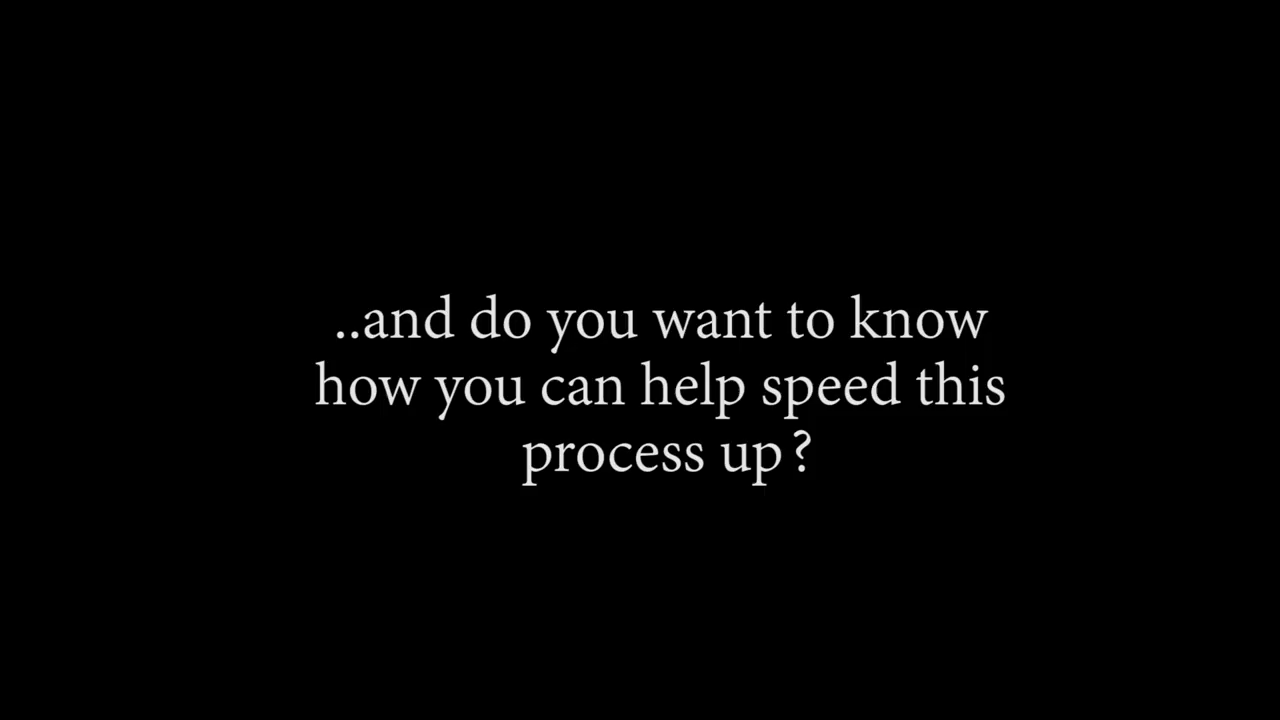 ..and do you want to know
how you can help speed this
process up?